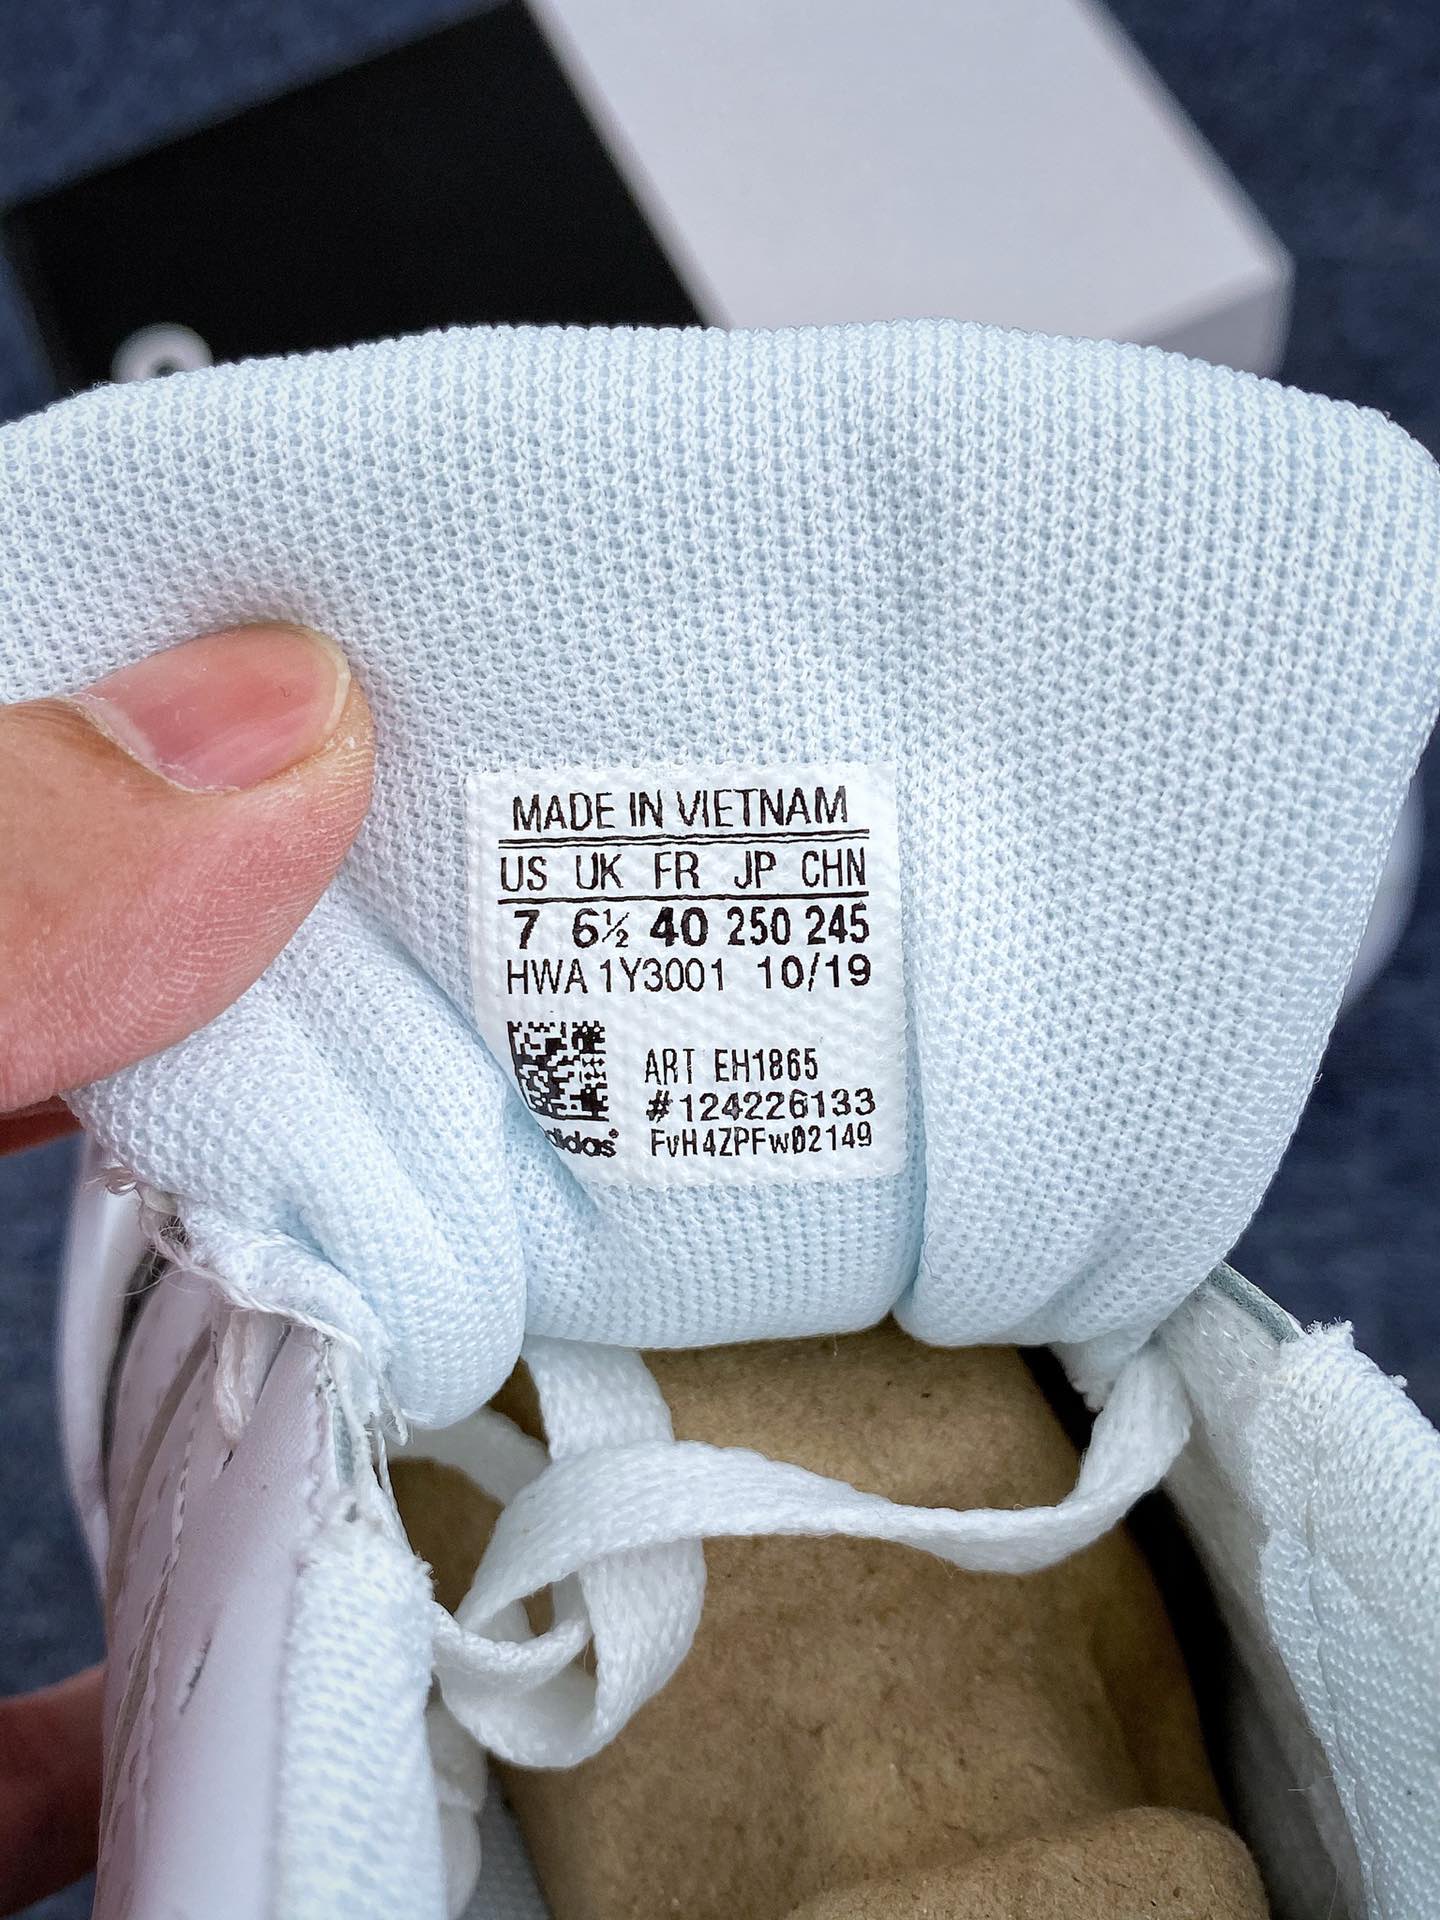 MADE IN VIETNAM
US UK FR JP CHN
7 6½ 40 250 245
HWA 1Y3001 10/19
ART EH1865
#124226133
FvH4ZPFw02149
adidas®